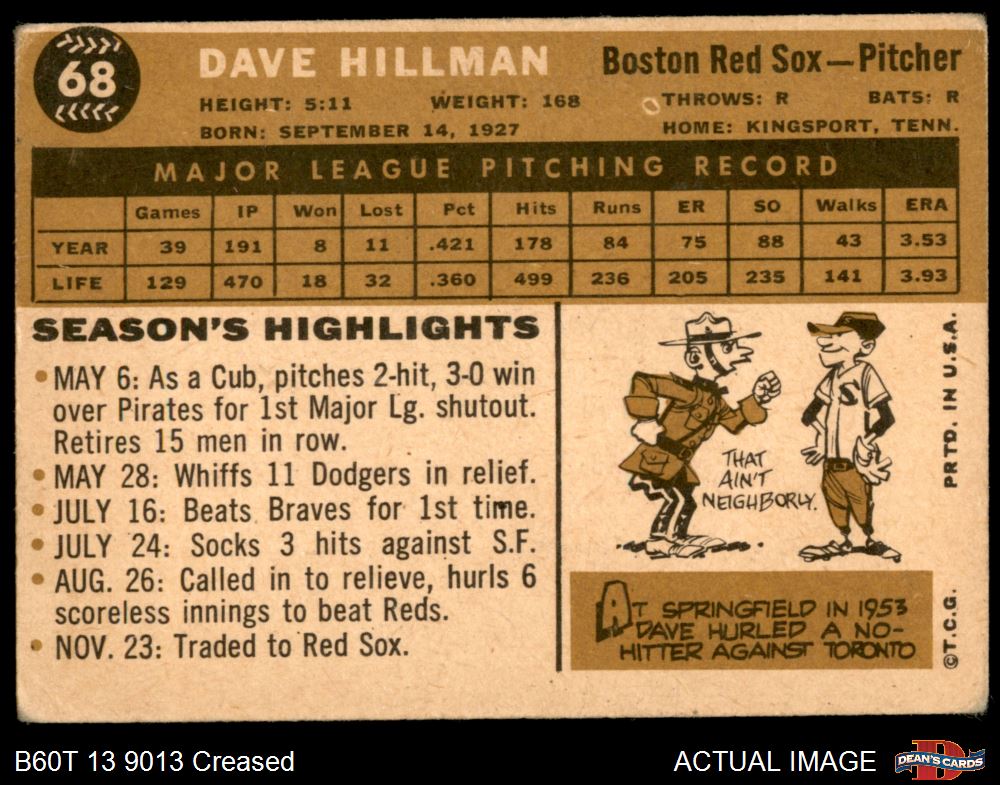 68
DAVE HILLMAN
Boston Red Sox—Pitcher
HEIGHT: 5:11 WEIGHT: 168 THROWS: R BATS: R
BORN: SEPTEMBER 14, 1927 HOME: KINGSPORT, TENN.
MAJOR LEAGUE PITCHING RECORD
Games IP Won Lost Pct Hits Runs ER SO Walks ERA
YEAR 39 191 8 11 .421 178 84 75 88 43 3.53
LIFE 129 470 18 32 .360 499 236 205 235 141 3.93
SEASON'S HIGHLIGHTS
• MAY 6: As a Cub, pitches 2-hit, 3-0 win
over Pirates for 1st Major Lg. shutout.
Retires 15 men in row.
• MAY 28: Whiffs 11 Dodgers in relief.
• JULY 16: Beats Braves for 1st time.
• JULY 24: Socks 3 hits against S.F.
• AUG. 26: Called in to relieve, hurls 6
scoreless innings to beat Reds.
• NOV. 23: Traded to Red Sox.
S
THAT
AIN'T
NEIGHBORLY.
AT SPRINGFIELD IN 1953
DAVE HURLED A NO-
HITTER AGAINST TORONTO
©T.C.G. PRTD. IN U.S.A.
B60T 13 9013 Creased
ACTUAL IMAGE
D
DEAN'S CARDS